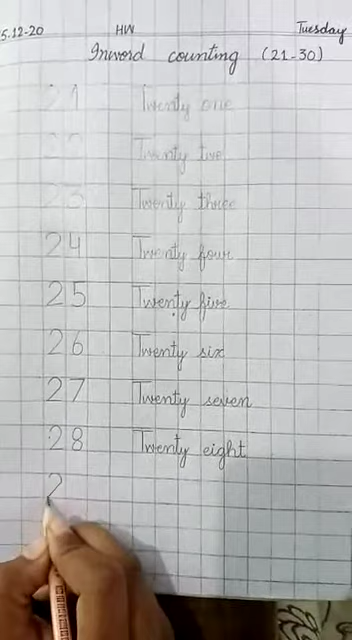 5.12-20 HW Tuesday
Inword counting (21-30)
21 Twenty one
22 Twenty two
23 Twenty three
24 Twenty four
25 Twenty five
26 Twenty six
27 Twenty seven
28 Twenty eight
2